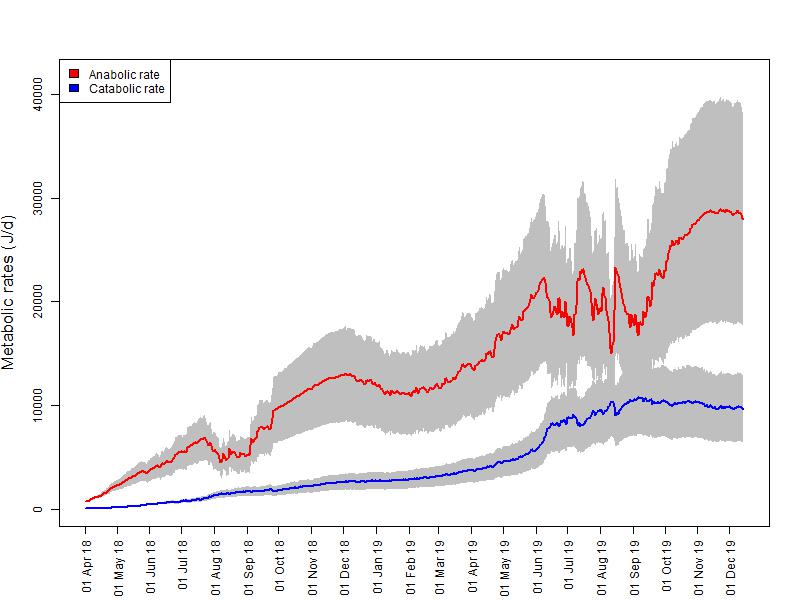 Anabolic rate
Catabolic rate
Metabolic rates (J/d)
40000
30000
20000
10000
0
01 Apr 18
01 May 18
01 Jun 18
01 Jul 18
01 Aug 18
01 Sep 18
01 Oct 18
01 Nov 18
01 Dec 18
01 Jan 19
01 Feb 19
01 Mar 19
01 Apr 19
01 May 19
01 Jun 19
01 Jul 19
01 Aug 19
01 Sep 19
01 Oct 19
01 Nov 19
01 Dec 19